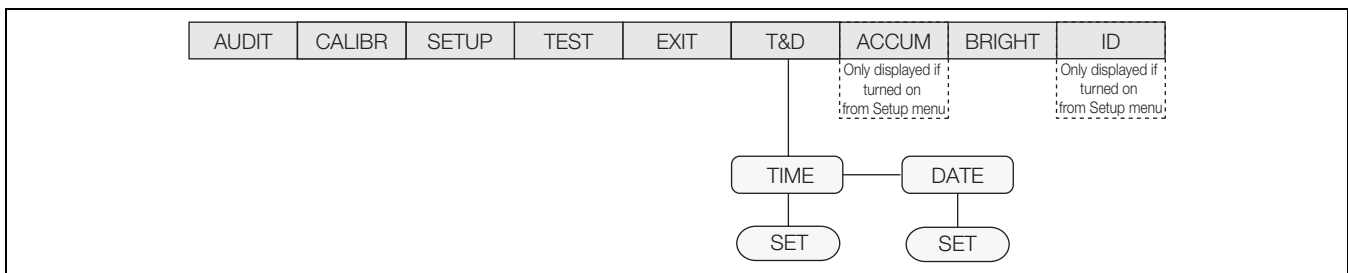 AUDIT CALIBR SETUP TEST EXIT T&D ACCUM BRIGHT ID
Only displayed if
turned on
from Setup menu
Only displayed if
turned on
from Setup menu
TIME DATE
SET SET